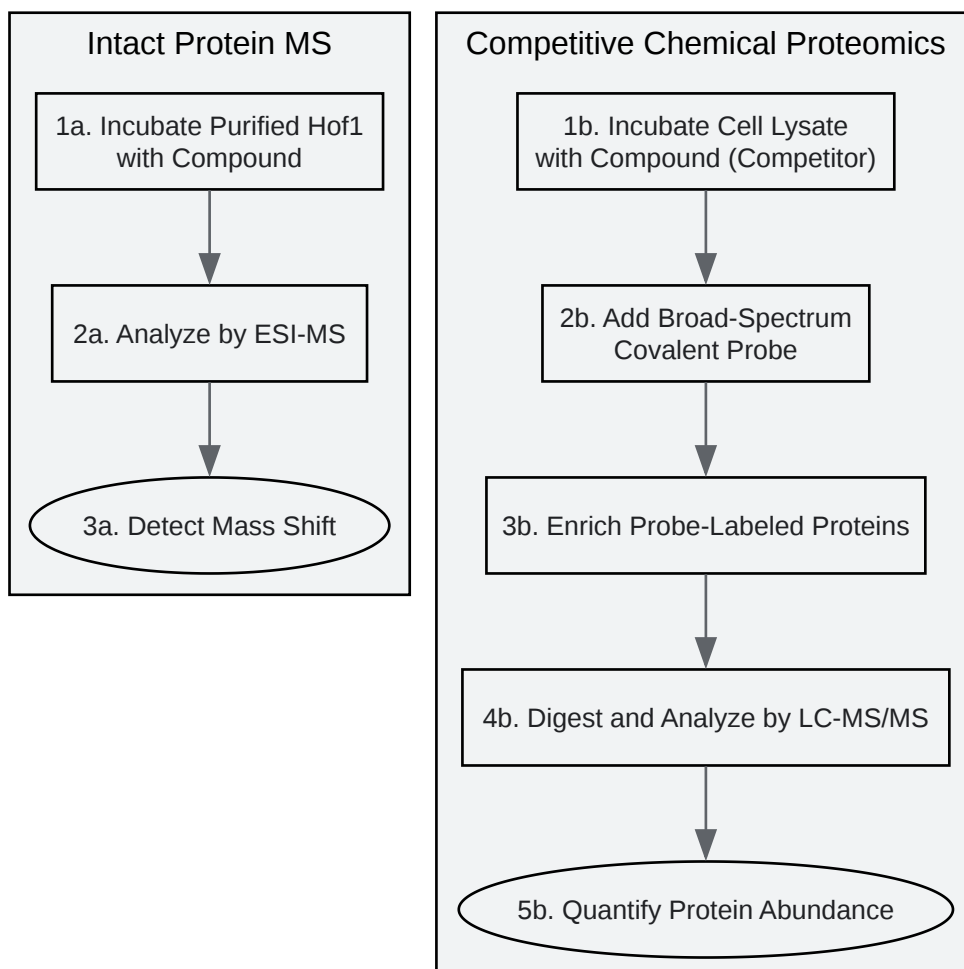 Intact Protein MS
1a. Incubate Purified Hof1
with Compound
2a. Analyze by ESI-MS
3a. Detect Mass Shift
Competitive Chemical Proteomics
1b. Incubate Cell Lysate
with Compound (Competitor)
2b. Add Broad-Spectrum
Covalent Probe
3b. Enrich Probe-Labeled Proteins
4b. Digest and Analyze by LC-MS/MS
5b. Quantify Protein Abundance